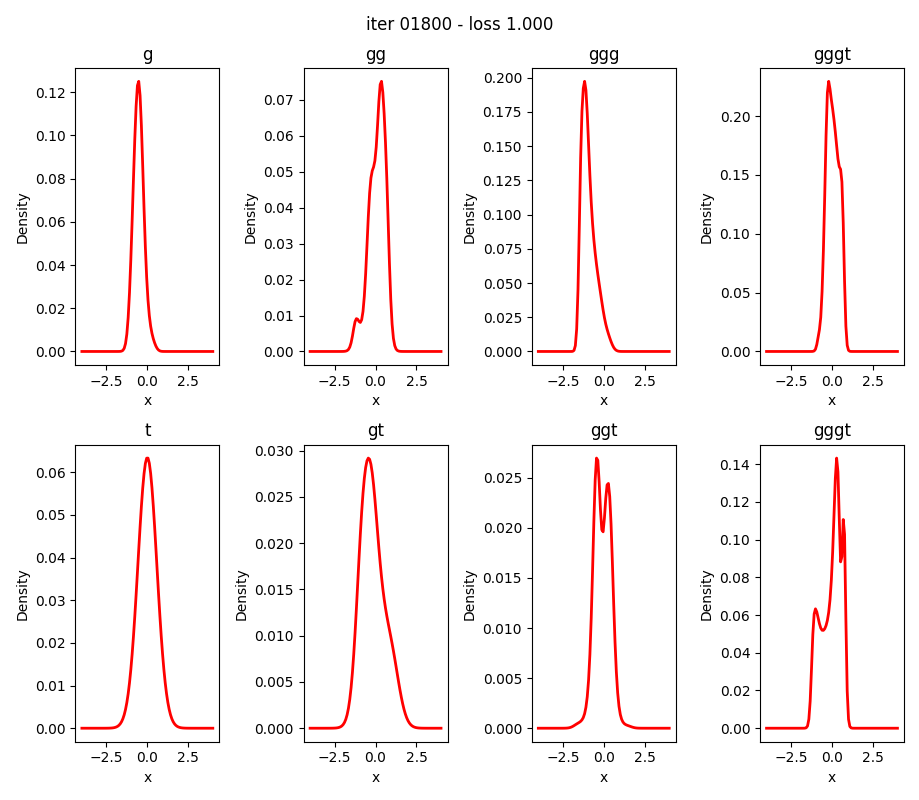 iter 01800 - loss 1.000
g
gg
ggg
gggt
0.12
0.10
0.08
0.06
0.04
0.02
0.00
Density
−2.5 0.0 2.5
x
0.07
0.06
0.05
0.04
0.03
0.02
0.01
0.00
Density
−2.5 0.0 2.5
x
0.200
0.175
0.150
0.125
0.100
0.075
0.050
0.025
0.000
Density
−2.5 0.0 2.5
x
0.20
0.15
0.10
0.05
0.00
Density
−2.5 0.0 2.5
x
t
gt
ggt
gggt
0.06
0.05
0.04
0.03
0.02
0.01
0.00
Density
−2.5 0.0 2.5
x
0.030
0.025
0.020
0.015
0.010
0.005
0.000
Density
−2.5 0.0 2.5
x
0.025
0.020
0.015
0.010
0.005
0.000
Density
−2.5 0.0 2.5
x
0.14
0.12
0.10
0.08
0.06
0.04
0.02
0.00
Density
−2.5 0.0 2.5
x